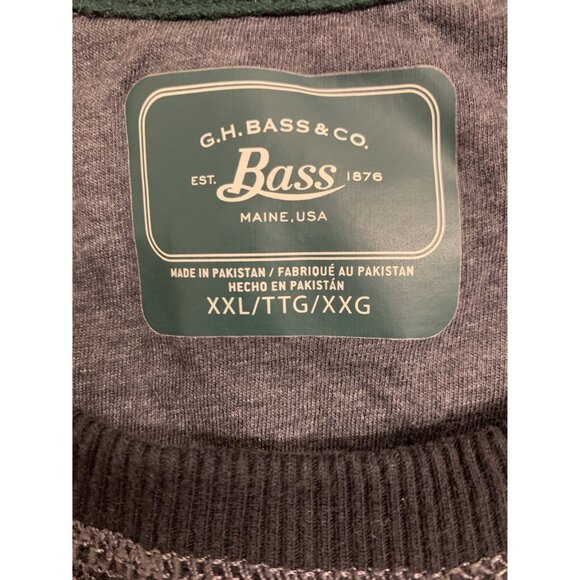 G.H. BASS & CO.
EST. Bass 1876
MAINE, USA
MADE IN PAKISTAN / FABRIQUÉ AU PAKISTAN
HECHO EN PAKISTÁN
XXL/TTG/XXG